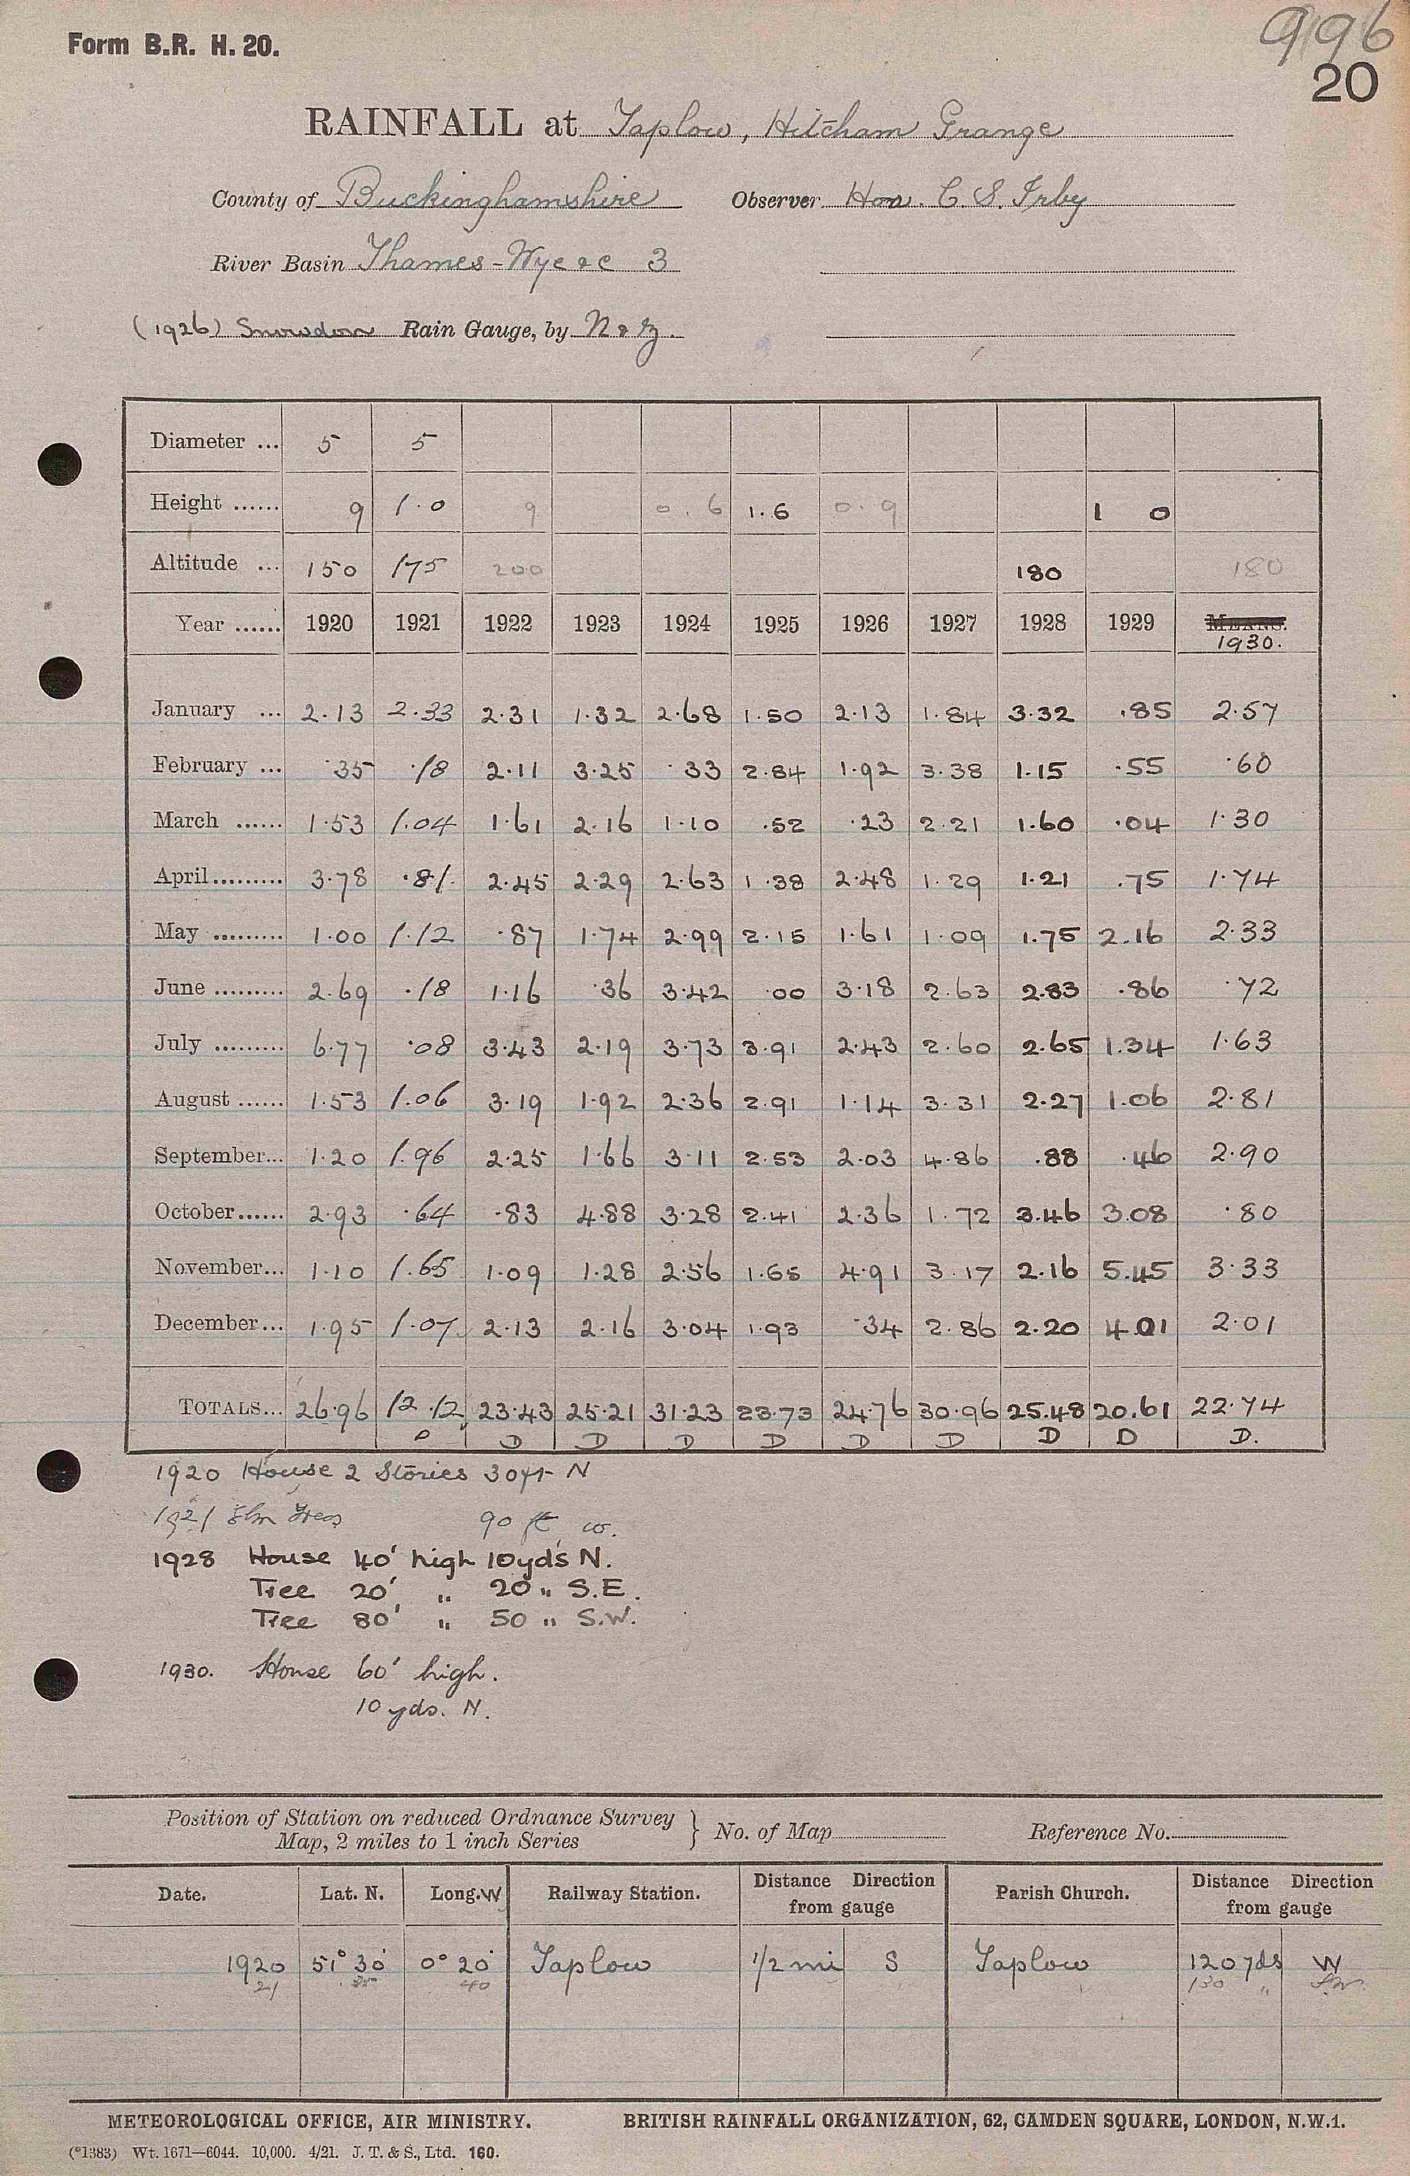 Form B.R. H. 20.
996
20
RAINFALL at Taplow, Hitcham Grange
County of Buckinghamshire Observer Hon. C. S. Irby
River Basin Thames-Wye &c 3
(1926) Snowdon Rain Gauge, by N & Z.
Diameter ... 5 5
Height ...... 9 1.0 9 0.6 1.6 0.9 1 0
Altitude ... 150 175 200 180 180
Year ...... 1920 1921 1922 1923 1924 1925 1926 1927 1928 1929 MEANS.
1930.
January ... 2.13 2.33 2.31 1.32 2.68 1.50 2.13 1.84 3.32 .85 2.57
February ... .35 .18 2.11 3.25 .33 2.84 1.92 3.38 1.15 .55 .60
March ...... 1.53 1.04 1.61 2.16 1.10 .52 .23 2.21 1.60 .04 1.30
April ......... 3.78 .81 2.45 2.29 2.63 1.38 2.48 1.29 1.21 .75 1.74
May ......... 1.00 1.12 .87 1.74 2.99 2.15 1.61 1.09 1.75 2.16 2.33
June ......... 2.69 .18 1.16 .36 3.42 .00 3.18 2.63 2.83 .86 .72
July ......... 6.77 .08 3.43 2.19 3.73 3.91 2.43 2.60 2.65 1.34 1.63
August ...... 1.53 1.06 3.19 1.92 2.36 2.91 1.14 3.31 2.27 1.06 2.81
September... 1.20 1.96 2.25 1.66 3.11 2.53 2.03 4.86 .88 .46 2.90
October...... 2.93 .64 .83 4.88 3.28 2.41 2.36 1.72 3.46 3.08 .80
November... 1.10 1.65 1.09 1.28 2.56 1.65 4.91 3.17 2.16 5.45 3.33
December... 1.95 1.07 2.13 2.16 3.04 1.93 .34 2.86 2.20 4.01 2.01
TOTALS... 26.96 12.12 23.43 25.21 31.23 23.73 24.76 30.96 25.48 20.61 22.74
D D D D D D D D D.
1920 House 2 Stories 30ft N
1921 Elm Trees 90 ft W.
1928 House 40' high 10yds N.
Tree 20' " 20 " S.E.
Tree 80' " 50 " S.W.
1930. House 60' high.
10 yds. N.
Position of Station on reduced Ordnance Survey
Map, 2 miles to 1 inch Series } No. of Map Reference No.
Date. Lat. N. Long. W Railway Station. Distance Direction from gauge Parish Church. Distance Direction from gauge
1920 51° 30' 0° 20' Taplow 1/2 mi S Taplow 120 yds W
21 40 130 " S.W.
METEOROLOGICAL OFFICE, AIR MINISTRY. BRITISH RAINFALL ORGANIZATION, 62, CAMDEN SQUARE, LONDON, N.W.1.
(*1383) Wt. 1671—6044. 10,000. 4/21. J. T. & S., Ltd. 160.